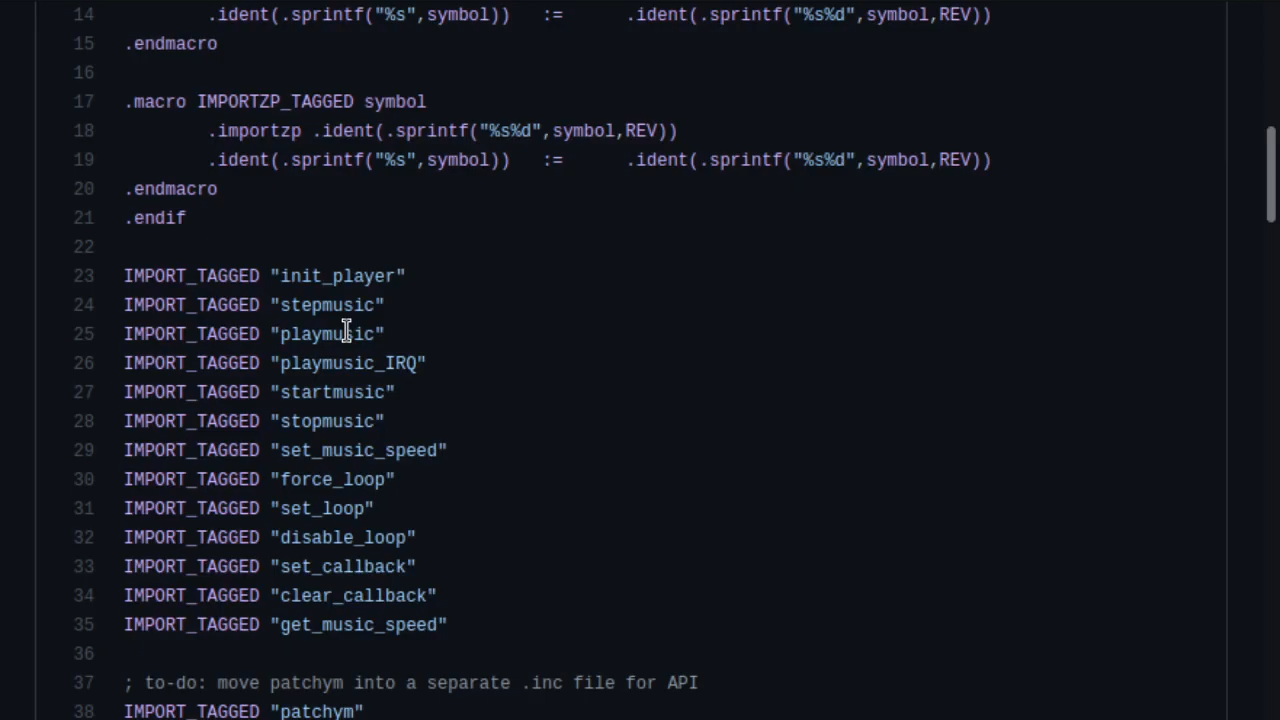 14 .ident(.sprintf("%s",symbol)) := .ident(.sprintf("%s%d",symbol,REV))
15 .endmacro
16
17 .macro IMPORTZP_TAGGED symbol
18 .importzp .ident(.sprintf("%s%d",symbol,REV))
19 .ident(.sprintf("%s",symbol)) := .ident(.sprintf("%s%d",symbol,REV))
20 .endmacro
21 .endif
22
23 IMPORT_TAGGED "init_player"
24 IMPORT_TAGGED "stepmusic"
25 IMPORT_TAGGED "playmusic"
26 IMPORT_TAGGED "playmusic_IRQ"
27 IMPORT_TAGGED "startmusic"
28 IMPORT_TAGGED "stopmusic"
29 IMPORT_TAGGED "set_music_speed"
30 IMPORT_TAGGED "force_loop"
31 IMPORT_TAGGED "set_loop"
32 IMPORT_TAGGED "disable_loop"
33 IMPORT_TAGGED "set_callback"
34 IMPORT_TAGGED "clear_callback"
35 IMPORT_TAGGED "get_music_speed"
36
37 ; to-do: move patchym into a separate .inc file for API
38 IMPORT_TAGGED "patchym"